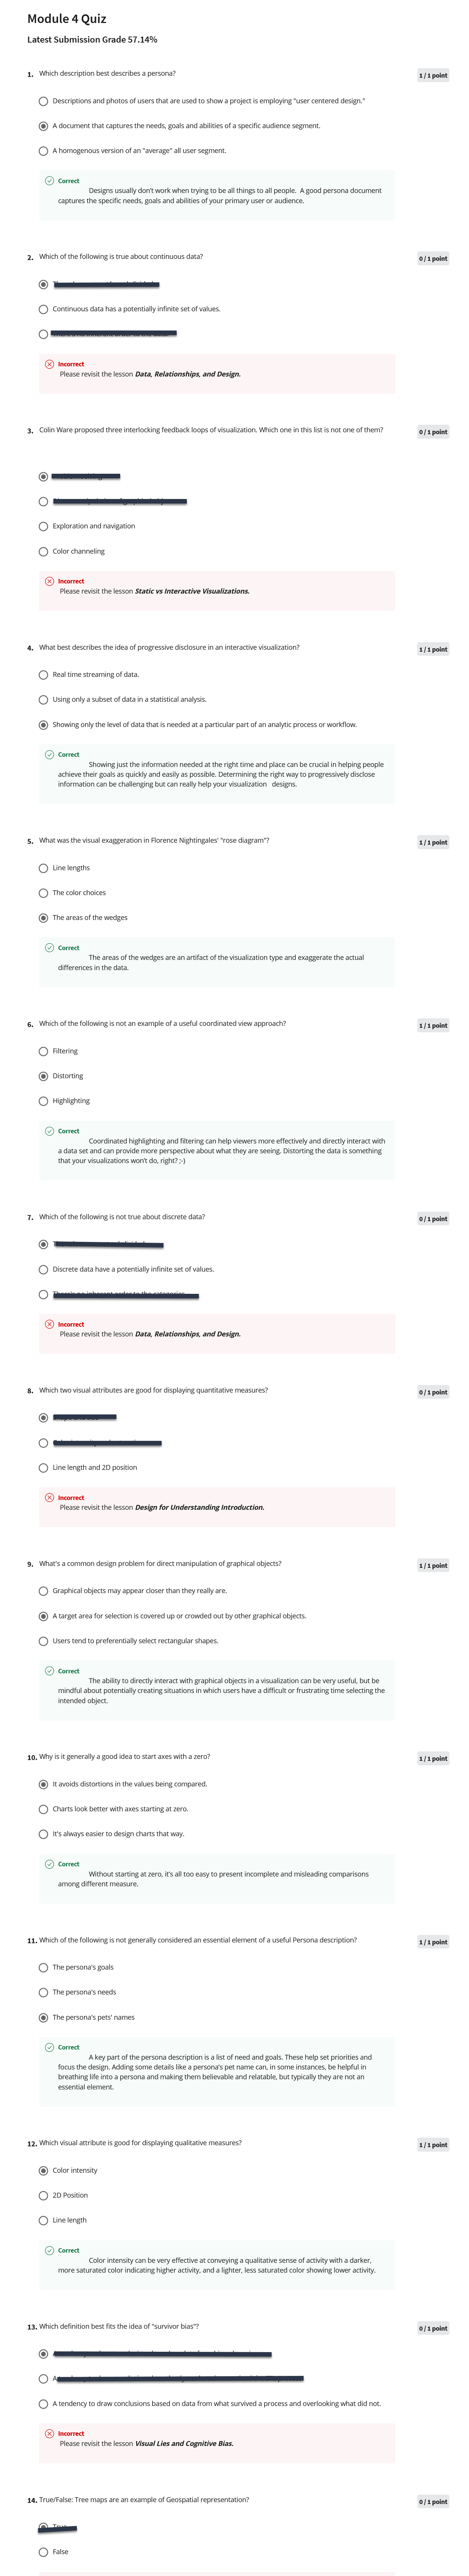 Module 4 Quiz
Latest Submission Grade 57.14%
1. Which description best describes a persona?
1 / 1 point
Descriptions and photos of users that are used to show a project is employing "user centered design."
A document that captures the needs, goals and abilities of a specific audience segment.
A homogenous version of an "average" all user segment.
Correct
Designs usually don't work when trying to be all things to all people. A good persona document
captures the specific needs, goals and abilities of your primary user or audience.
2. Which of the following is true about continuous data?
0 / 1 point
Continuous data has a potentially infinite set of values.
Incorrect
Please revisit the lesson Data, Relationships, and Design.
3. Colin Ware proposed three interlocking feedback loops of visualization. Which one in this list is not one of them?
0 / 1 point
Exploration and navigation
Color channeling
Incorrect
Please revisit the lesson Static vs Interactive Visualizations.
4. What best describes the idea of progressive disclosure in an interactive visualization?
1 / 1 point
Real time streaming of data.
Using only a subset of data in a statistical analysis.
Showing only the level of data that is needed at a particular part of an analytic process or workflow.
Correct
Showing just the information needed at the right time and place can be crucial in helping people
achieve their goals as quickly and easily as possible. Determining the right way to progressively disclose
information can be challenging but can really help your visualization designs.
5. What was the visual exaggeration in Florence Nightingales' "rose diagram"?
1 / 1 point
Line lengths
The color choices
The areas of the wedges
Correct
The areas of the wedges are an artifact of the visualization type and exaggerate the actual
differences in the data.
6. Which of the following is not an example of a useful coordinated view approach?
1 / 1 point
Filtering
Distorting
Highlighting
Correct
Coordinated highlighting and filtering can help viewers more effectively and directly interact with
a data set and can provide more perspective about what they are seeing. Distorting the data is something
that your visualizations won't do, right? ;-)
7. Which of the following is not true about discrete data?
0 / 1 point
Discrete data have a potentially infinite set of values.
Incorrect
Please revisit the lesson Data, Relationships, and Design.
8. Which two visual attributes are good for displaying quantitative measures?
0 / 1 point
Line length and 2D position
Incorrect
Please revisit the lesson Design for Understanding Introduction.
9. What's a common design problem for direct manipulation of graphical objects?
1 / 1 point
Graphical objects may appear closer than they really are.
A target area for selection is covered up or crowded out by other graphical objects.
Users tend to preferentially select rectangular shapes.
Correct
The ability to directly interact with graphical objects in a visualization can be very useful, but be
mindful about potentially creating situations in which users have a difficult or frustrating time selecting the
intended object.
10. Why is it generally a good idea to start axes with a zero?
1 / 1 point
It avoids distortions in the values being compared.
Charts look better with axes starting at zero.
It's always easier to design charts that way.
Correct
Without starting at zero, it's all too easy to present incomplete and misleading comparisons
among different measure.
11. Which of the following is not generally considered an essential element of a useful Persona description?
1 / 1 point
The persona's goals
The persona's needs
The persona's pets' names
Correct
A key part of the persona description is a list of need and goals. These help set priorities and
focus the design. Adding some details like a persona's pet name can, in some instances, be helpful in
breathing life into a persona and making them believable and relatable, but typically they are not an
essential element.
12. Which visual attribute is good for displaying qualitative measures?
1 / 1 point
Color intensity
2D Position
Line length
Correct
Color intensity can be very effective at conveying a qualitative sense of activity with a darker,
more saturated color indicating higher activity, and a lighter, less saturated color showing lower activity.
13. Which definition best fits the idea of "survivor bias"?
0 / 1 point
A tendency to draw conclusions based on data from what survived a process and overlooking what did not.
Incorrect
Please revisit the lesson Visual Lies and Cognitive Bias.
14. True/False: Tree maps are an example of Geospatial representation?
0 / 1 point
False